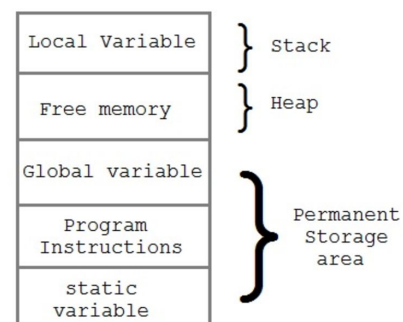 Local Variable
Stack
Free memory
Heap
Global variable
Program
Instructions
Permanent
Storage
area
static
variable